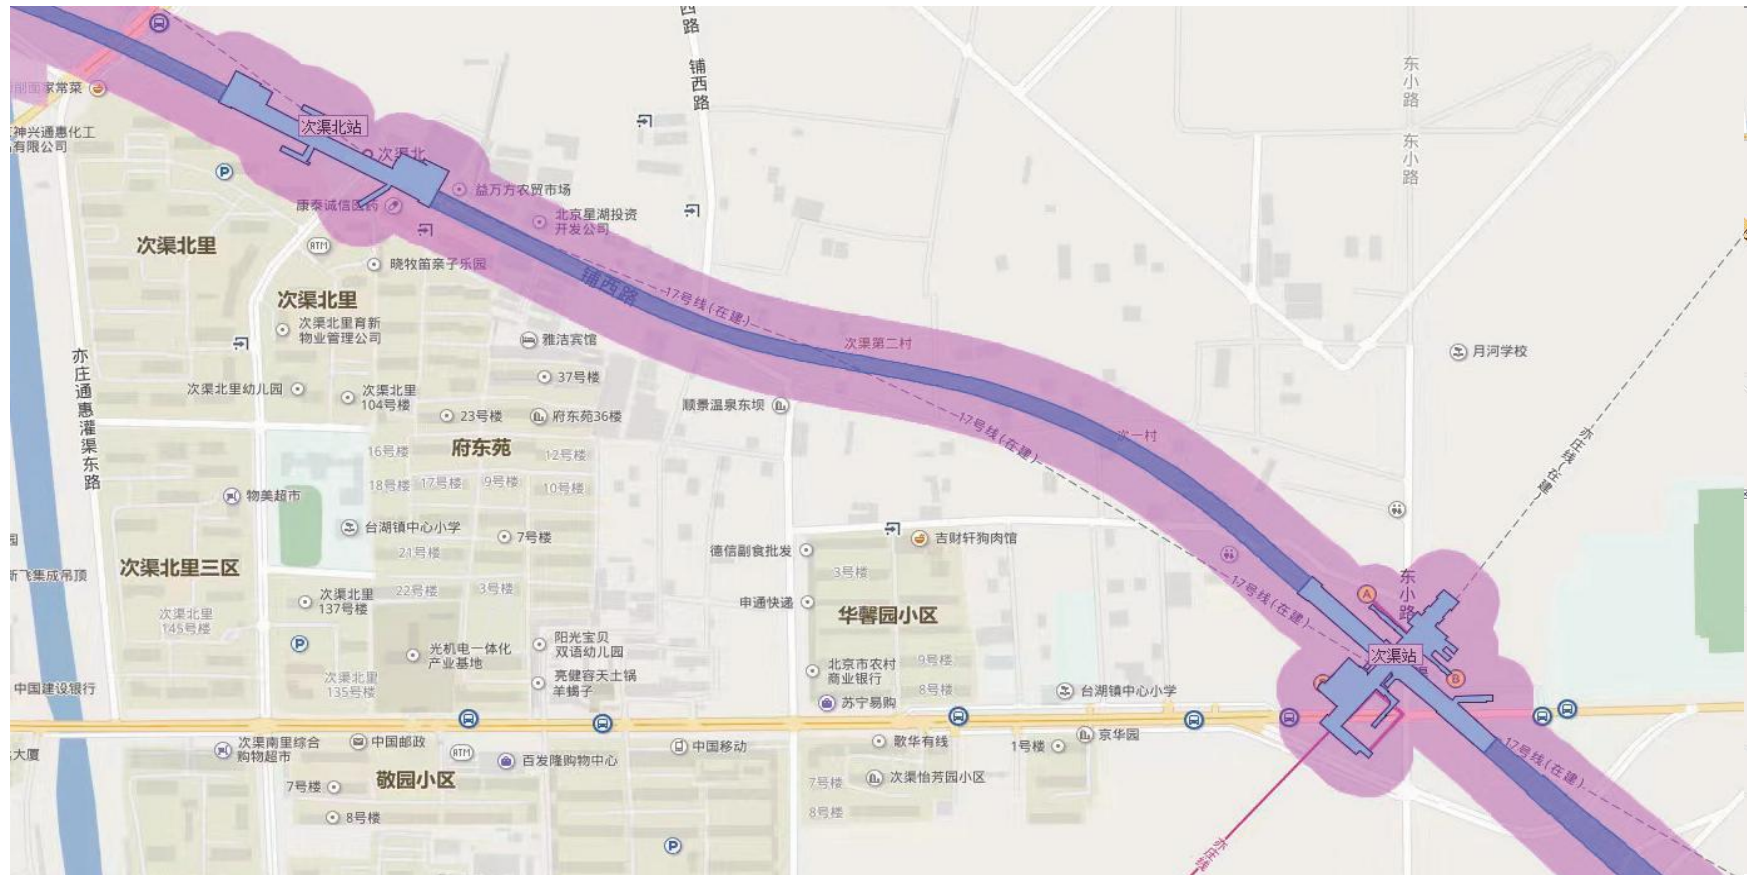 西路
铺西路
东小路
东小路
家常菜
神兴通惠化工
有限公司
次渠北站
次渠北
益万方农贸市场
康泰诚信医药
北京星湖投资
开发公司
次渠北里
ATM
晓牧笛亲子乐园
铺西路
17号线(在建)
次渠北里
次渠北里育新
物业管理公司
雅洁宾馆
次渠第二村
月河学校
亦庄通惠灌渠东路
37号楼
次渠北里幼儿园
次渠北里
104号楼
23号楼
府东苑36楼
顺景温泉东坝
17号线(在建)
次一村
亦庄线(在建)
府东苑
16号楼
12号楼
18号楼
17号楼
9号楼
10号楼
物美超市
台湖镇中心小学
7号楼
21号楼
吉财轩狗肉馆
德信副食批发
次渠北里三区
新飞集成吊顶
3号楼
22号楼
3号楼
次渠北里
137号楼
次渠北里
145号楼
申通快递
华馨园小区
17号线(在建)
A
东小路
光机电一体化
产业基地
阳光宝贝
双语幼儿园
次渠站
B
中国建设银行
次渠北里
135号楼
亮健容天土锅
羊蝎子
北京市农村
商业银行
9号楼
8号楼
苏宁易购
台湖镇中心小学
大厦
次渠南里综合
购物超市
中国邮政
ATM
百发隆购物中心
中国移动
歌华有线
1号楼
京华园
17号线(在建)
敬园小区
7号楼
8号楼
7号楼
次渠怡芳园小区
8号楼
亦庄线
P
P
P